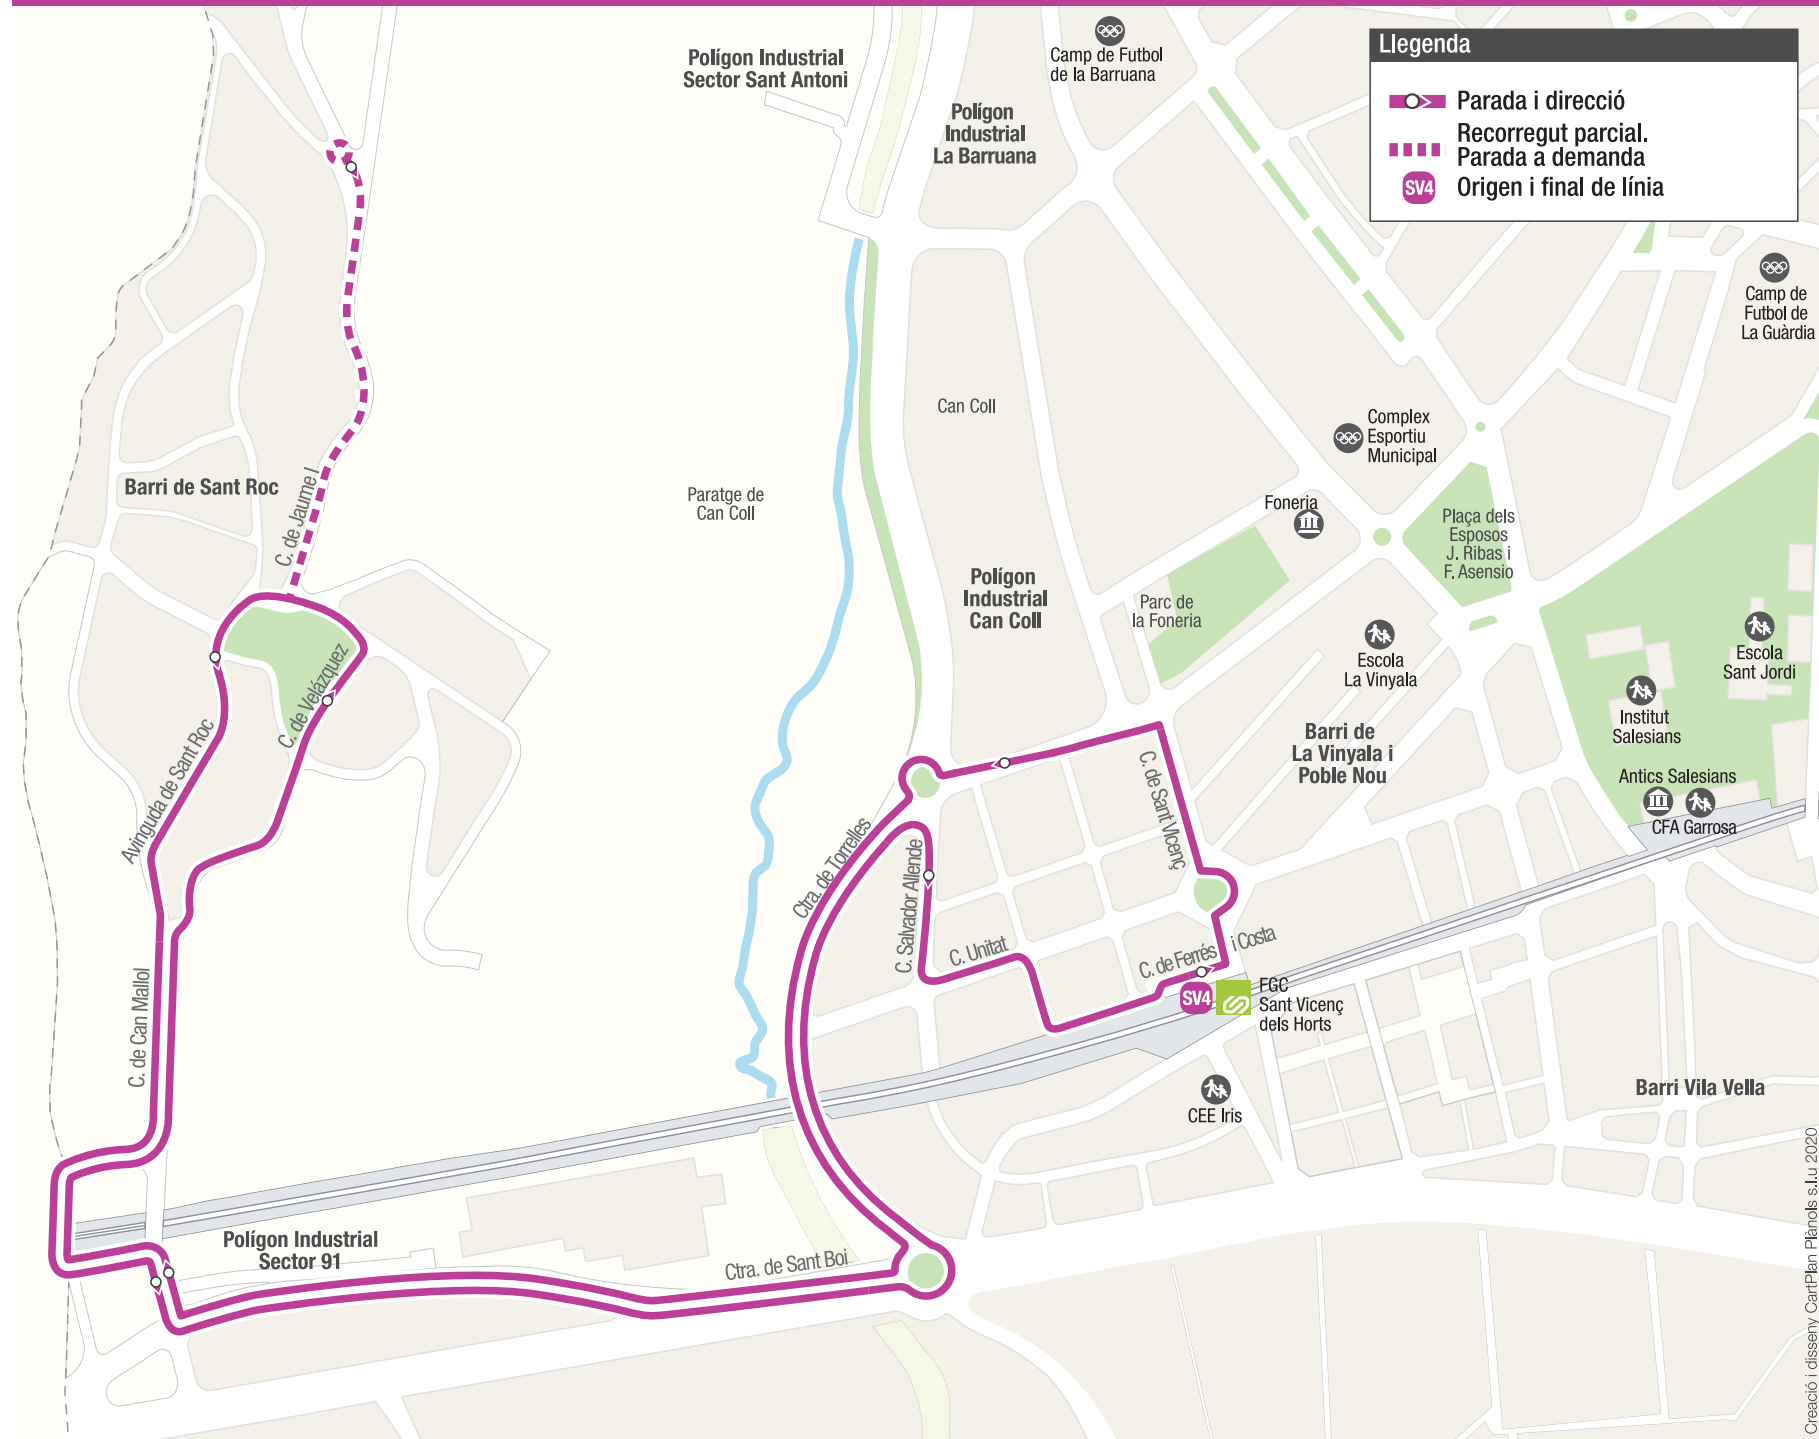 Llegenda
Parada i direcció
Recorregut parcial.
Parada a demanda
SV4
Origen i final de línia
Polígon Industrial
Sector Sant Antoni
Camp de Futbol
de la Barruana
Polígon
Industrial
La Barruana
Camp de
Futbol de
La Guàrdia
Can Coll
Complex
Esportiu
Municipal
Barri de Sant Roc
C. de Jaume I
Paratge de
Can Coll
Foneria
Plaça dels
Esposos
J. Ribas i
F. Asensio
Polígon
Industrial
Can Coll
Parc de
la Foneria
Escola
La Vinyala
Escola
Sant Jordi
Institut
Salesians
Avinguda de Sant Roc
C. de Velázquez
Barri de
La Vinyala i
Poble Nou
Antics Salesians
CFA Garrosa
C. de Sant VIcenç
Ctra. de Torrelles
C. Salvador Allende
C. Unitat
C. de Ferrés i Costa
SV4
FGC
Sant Vicenç
dels Horts
C. de Can Mallol
CEE Iris
Barri Vila Vella
Polígon Industrial
Sector 91
Ctra. de Sant Boi
Creació i disseny CartPlan Plànols s.l.u 2020